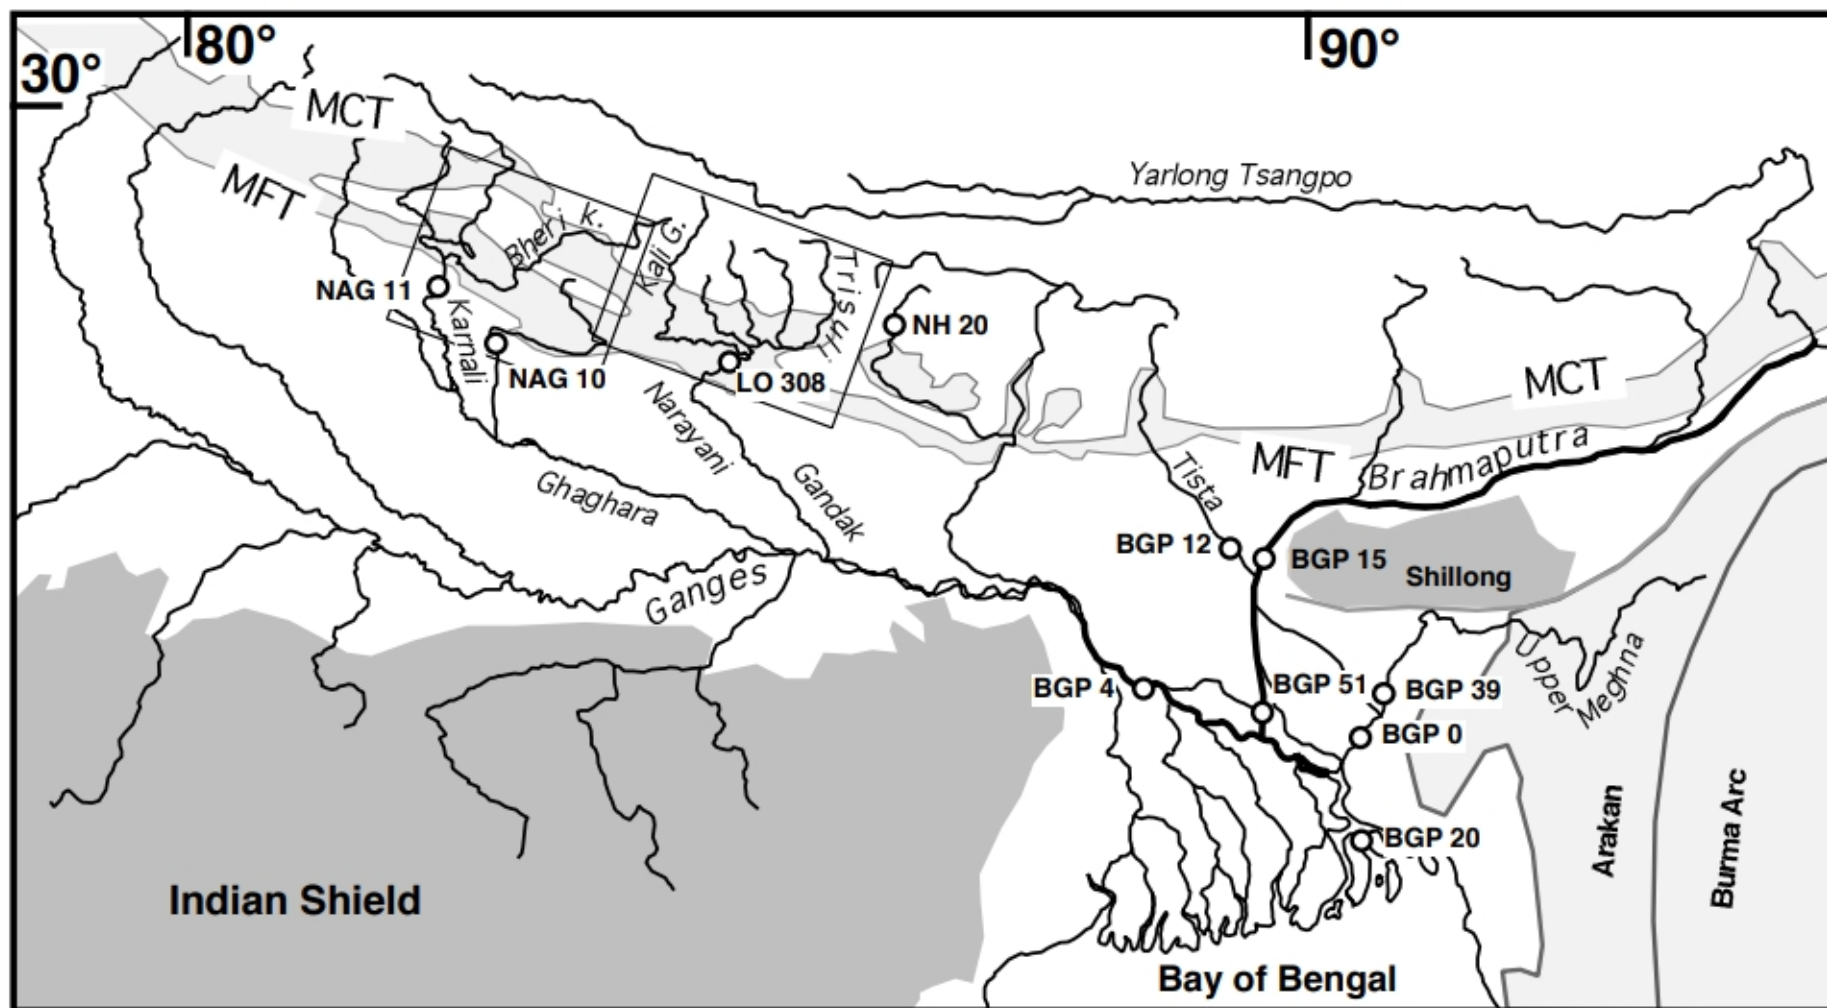 80°
90°
30°
MCT
MFT
Yarlong Tsangpo
Bheri k.
Kali G.
Trisuli
NAG 11
Karnali
NH 20
NAG 10
LO 308
MCT
Narayani
MFT
Brahmaputra
Tista
Ghaghara
Gandak
BGP 12
BGP 15
Shillong
Ganges
Upper
Meghna
BGP 4
BGP 51
BGP 39
BGP 0
BGP 20
Arakan
Burma Arc
Indian Shield
Bay of Bengal